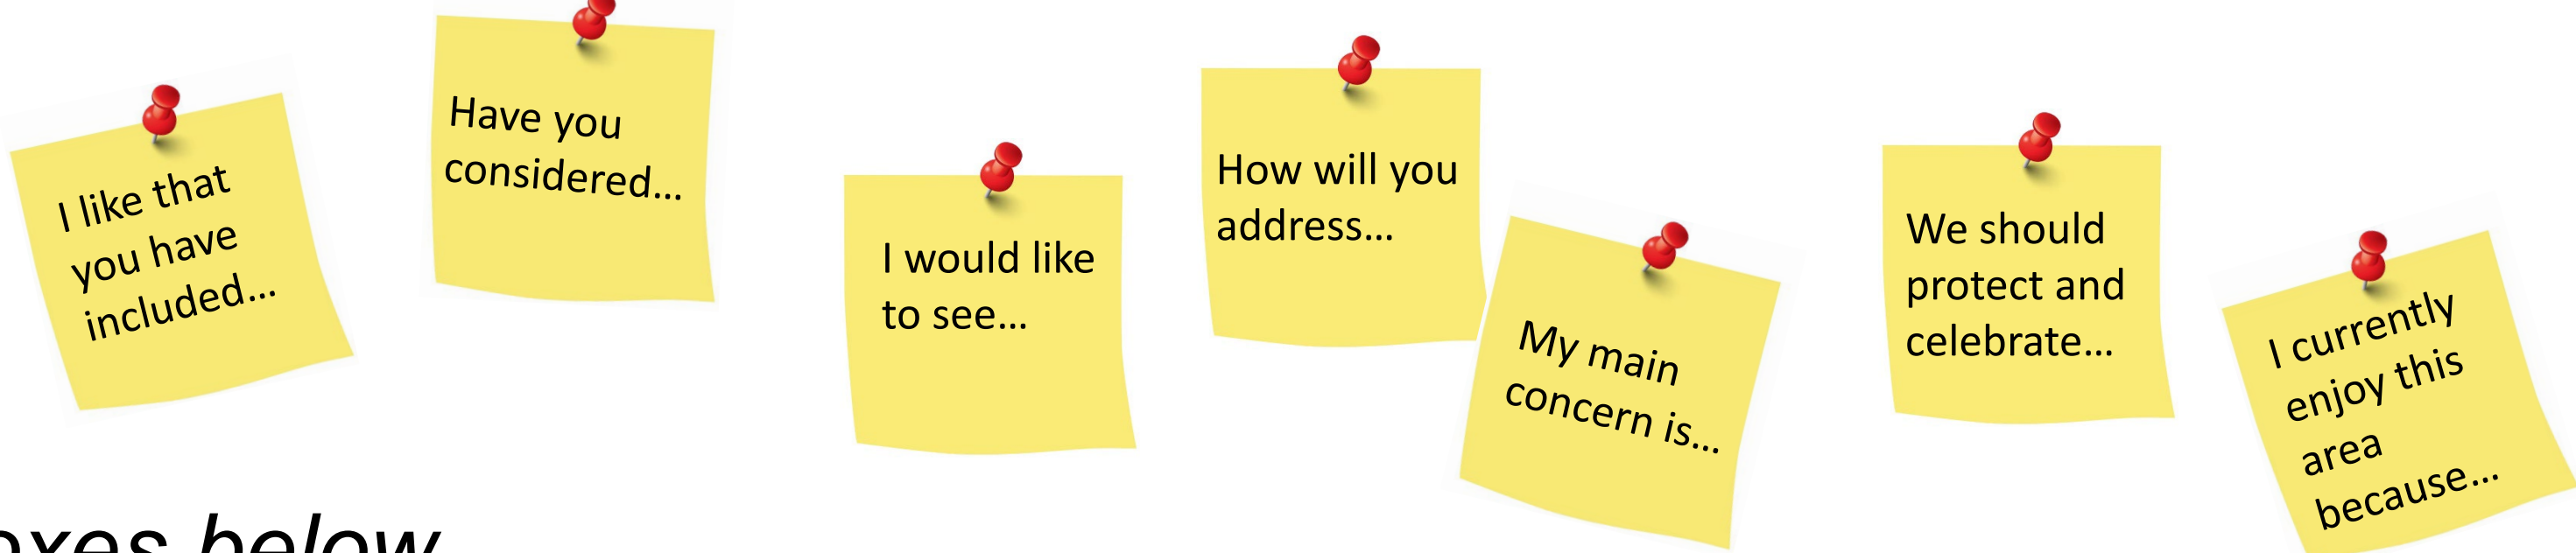 I like that
you have
included...
Have you
considered...
I would like
to see...
How will you
address...
My main
concern is...
We should
protect and
celebrate...
I currently
enjoy this
area
because...
below